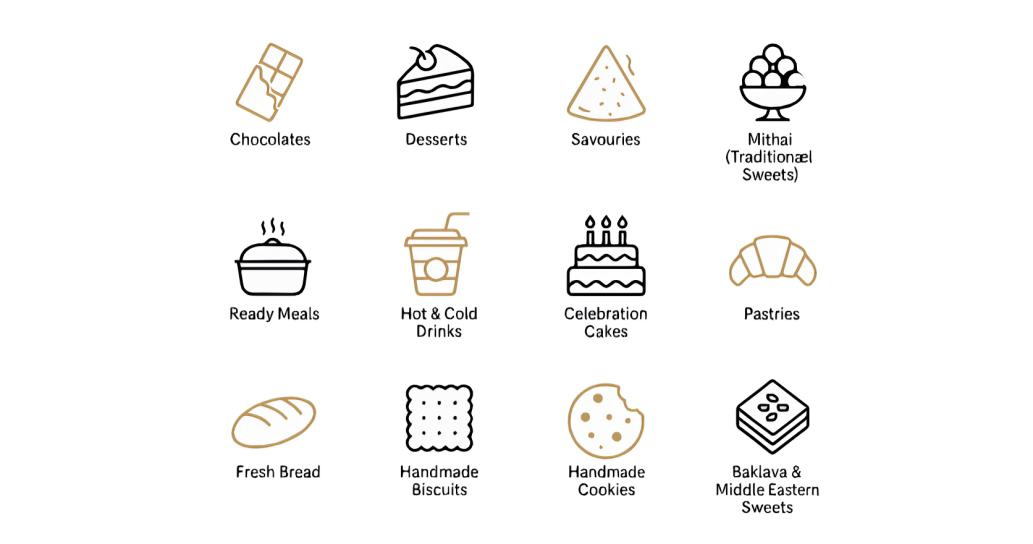 Chocolates
Desserts
Savouries
Mithai
(Traditionæl
Sweets)
Ready Meals
Hot & Cold
Drinks
Celebration
Cakes
Pastries
Fresh Bread
Handmade
Biscuits
Handmade
Cookies
Baklava &
Middle Eastern
Sweets